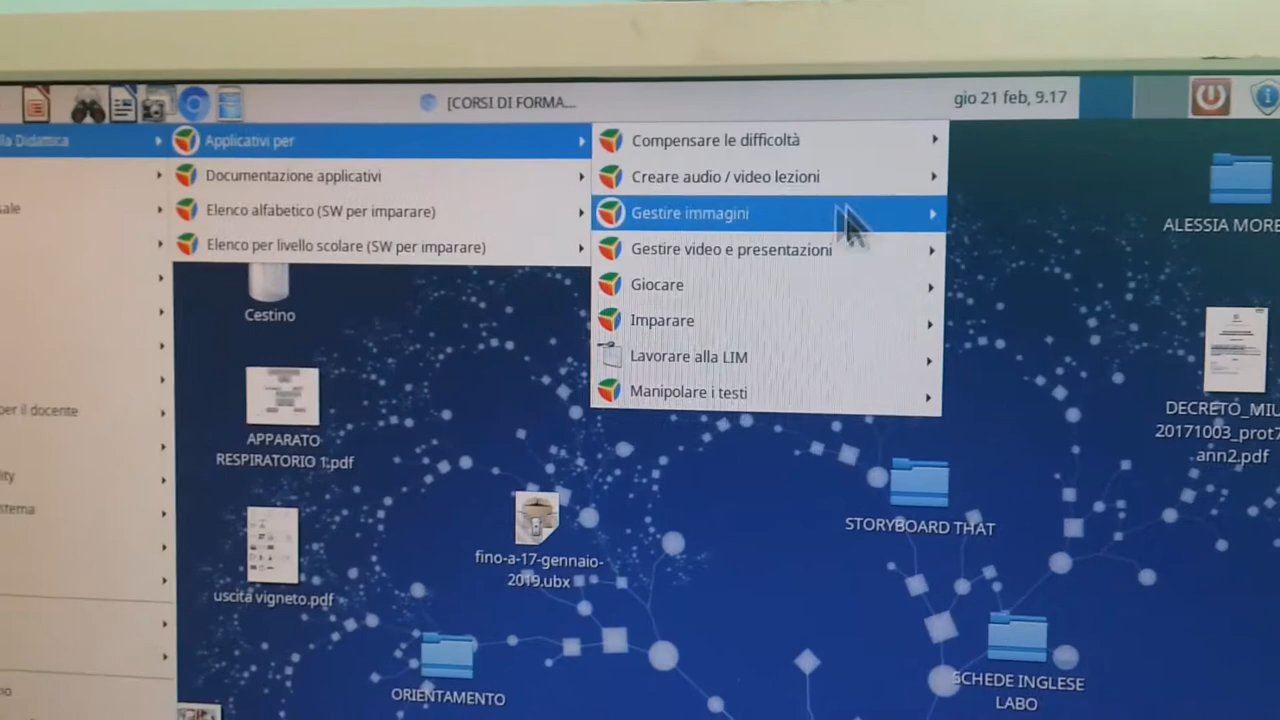 [CORSI DI FORMA...
gio 21 feb, 9.17
lla Didattica
Applicativi per
Documentazione applicativi
Elenco alfabetico (SW per imparare)
Elenco per livello scolare (SW per imparare)
Compensare le difficoltà
Creare audio / video lezioni
Gestire immagini
Gestire video e presentazioni
Giocare
Imparare
Lavorare alla LIM
Manipolare i testi
per il docente
Cestino
APPARATO
RESPIRATORIO 1.pdf
uscita vigneto.pdf
fino-a-17-gennaio-
2019.ubx
ORIENTAMENTO
STORYBOARD THAT
SCHEDE INGLESE
LABO
ALESSIA MORE
DECRETO_MIU
20171003_prot7
ann2.pdf